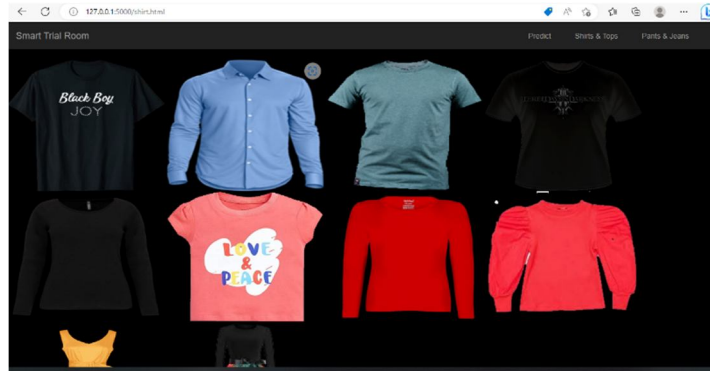 127.0.0.1:5000/shirt.html
Smart Trial Room
Predict
Shirts & Tops
Pants & Jeans
Black Boy
JOY
LOVE
&
PEACE